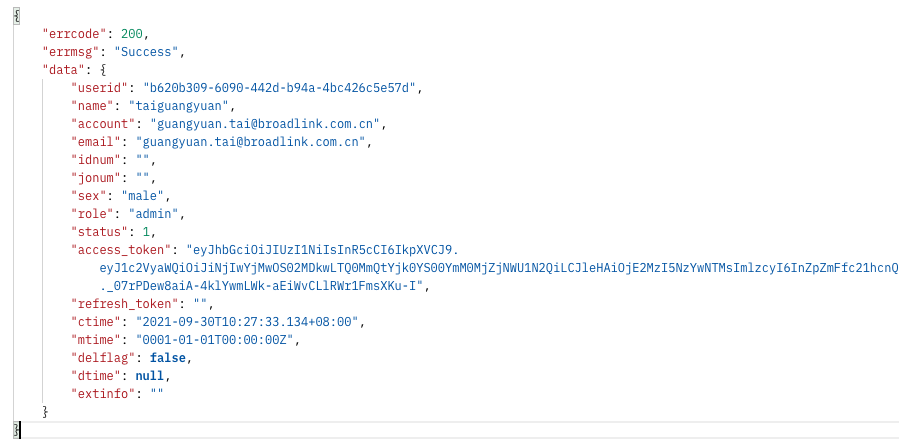 {
"errcode": 200,
"errmsg": "Success",
"data": {
"userid": "b620b309-6090-442d-b94a-4bc426c5e57d",
"name": "taiguangyuan",
"account": "guangyuan.tai@broadlink.com.cn",
"email": "guangyuan.tai@broadlink.com.cn",
"idnum": "",
"jonum": "",
"sex": "male",
"role": "admin",
"status": 1,
"access_token": "eyJhbGciOiJIUzI1NiIsInR5cCI6IkpXVCJ9.
eyJ1c2VyaWQiOiJiNjIwYjMwOS02MDkwLTQ0MmQtYjk0YS00YmM0MjZjNWU1N2QiLCJleHAiOjE2MzI5NzYwNTMsImlzcyI6InZpZmFfc21hcnQ
._07rPDew8aiA-4klYwmLWk-aEiWvCLlRWr1FmsXKu-I",
"refresh_token": "",
"ctime": "2021-09-30T10:27:33.134+08:00",
"mtime": "0001-01-01T00:00:00Z",
"delflag": false,
"dtime": null,
"extinfo": ""
}
}